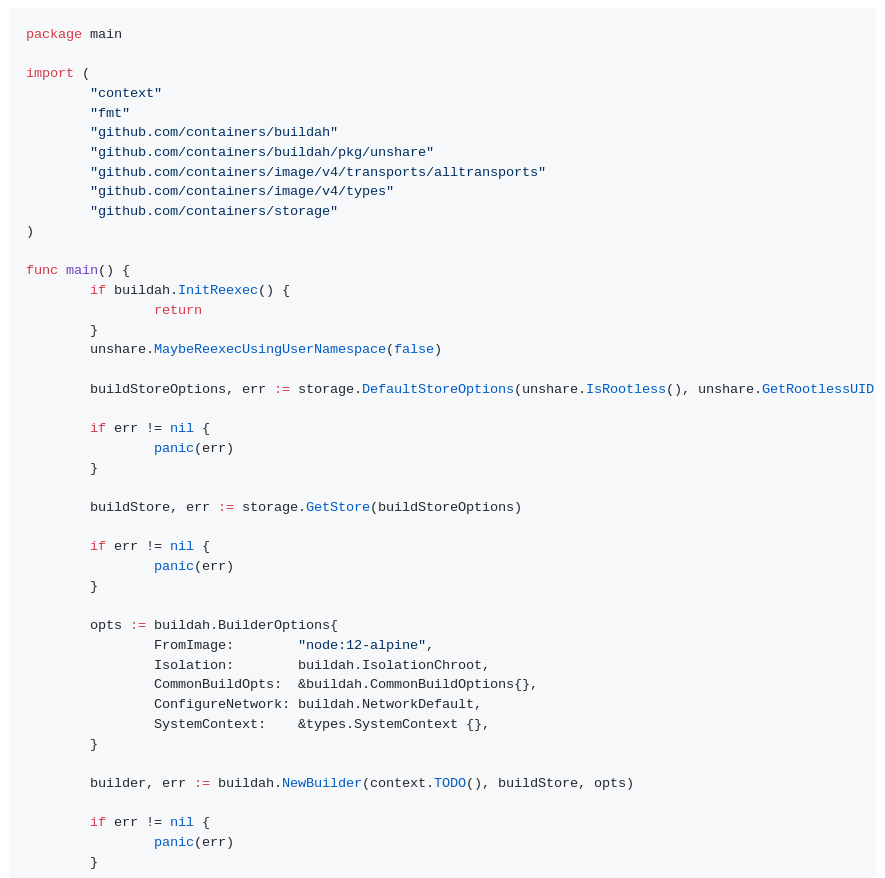 package main
import (
"context"
"fmt"
"github.com/containers/buildah"
"github.com/containers/buildah/pkg/unshare"
"github.com/containers/image/v4/transports/alltransports"
"github.com/containers/image/v4/types"
"github.com/containers/storage"
)
func main() {
if buildah.InitReexec() {
return
}
unshare.MaybeReexecUsingUserNamespace(false)
buildStoreOptions, err := storage.DefaultStoreOptions(unshare.IsRootless(), unshare.GetRootlessUID
if err != nil {
panic(err)
}
buildStore, err := storage.GetStore(buildStoreOptions)
if err != nil {
panic(err)
}
opts := buildah.BuilderOptions{
FromImage:        "node:12-alpine",
Isolation:        buildah.IsolationChroot,
CommonBuildOpts:  &buildah.CommonBuildOptions{},
ConfigureNetwork: buildah.NetworkDefault,
SystemContext:    &types.SystemContext {},
}
builder, err := buildah.NewBuilder(context.TODO(), buildStore, opts)
if err != nil {
panic(err)
}